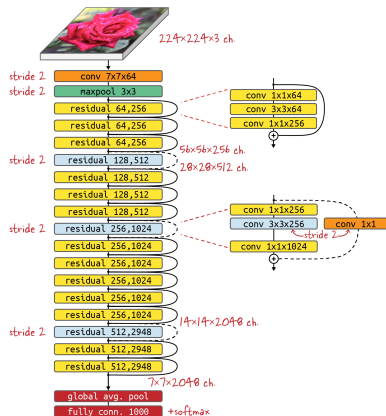 224×224×3 ch.
stride 2
conv 7x7x64
stride 2
maxpool 3x3
residual 64,256
residual 64,256
residual 64,256
56×56×256 ch.
stride 2
residual 128,512
28×28×512 ch.
residual 128,512
residual 128,512
residual 128,512
stride 2
residual 256,1024
residual 256,1024
residual 256,1024
residual 256,1024
residual 256,1024
residual 256,1024
14×14×2048 ch.
stride 2
residual 512,2948
residual 512,2948
residual 512,2948
7×7×2048 ch.
global avg. pool
fully conn. 1000
+softmax
conv 1x1x64
conv 3x3x64
conv 1x1x256
conv 1x1x256
conv 3x3x256
conv 1x1
stride 2
conv 1x1x1024